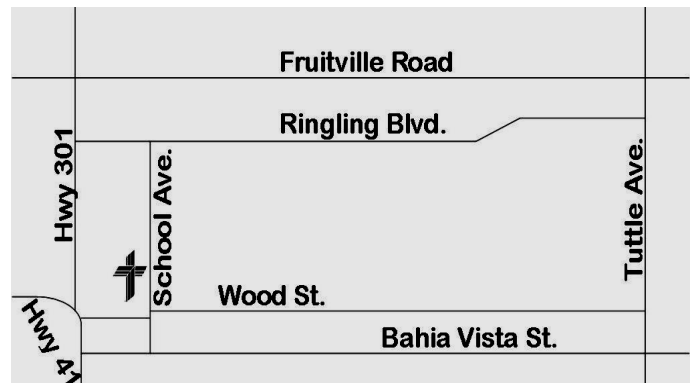 Fruitville Road
Ringling Blvd.
Hwy 301
School Ave.
Tuttle Ave.
Wood St.
Hwy 41
Bahia Vista St.